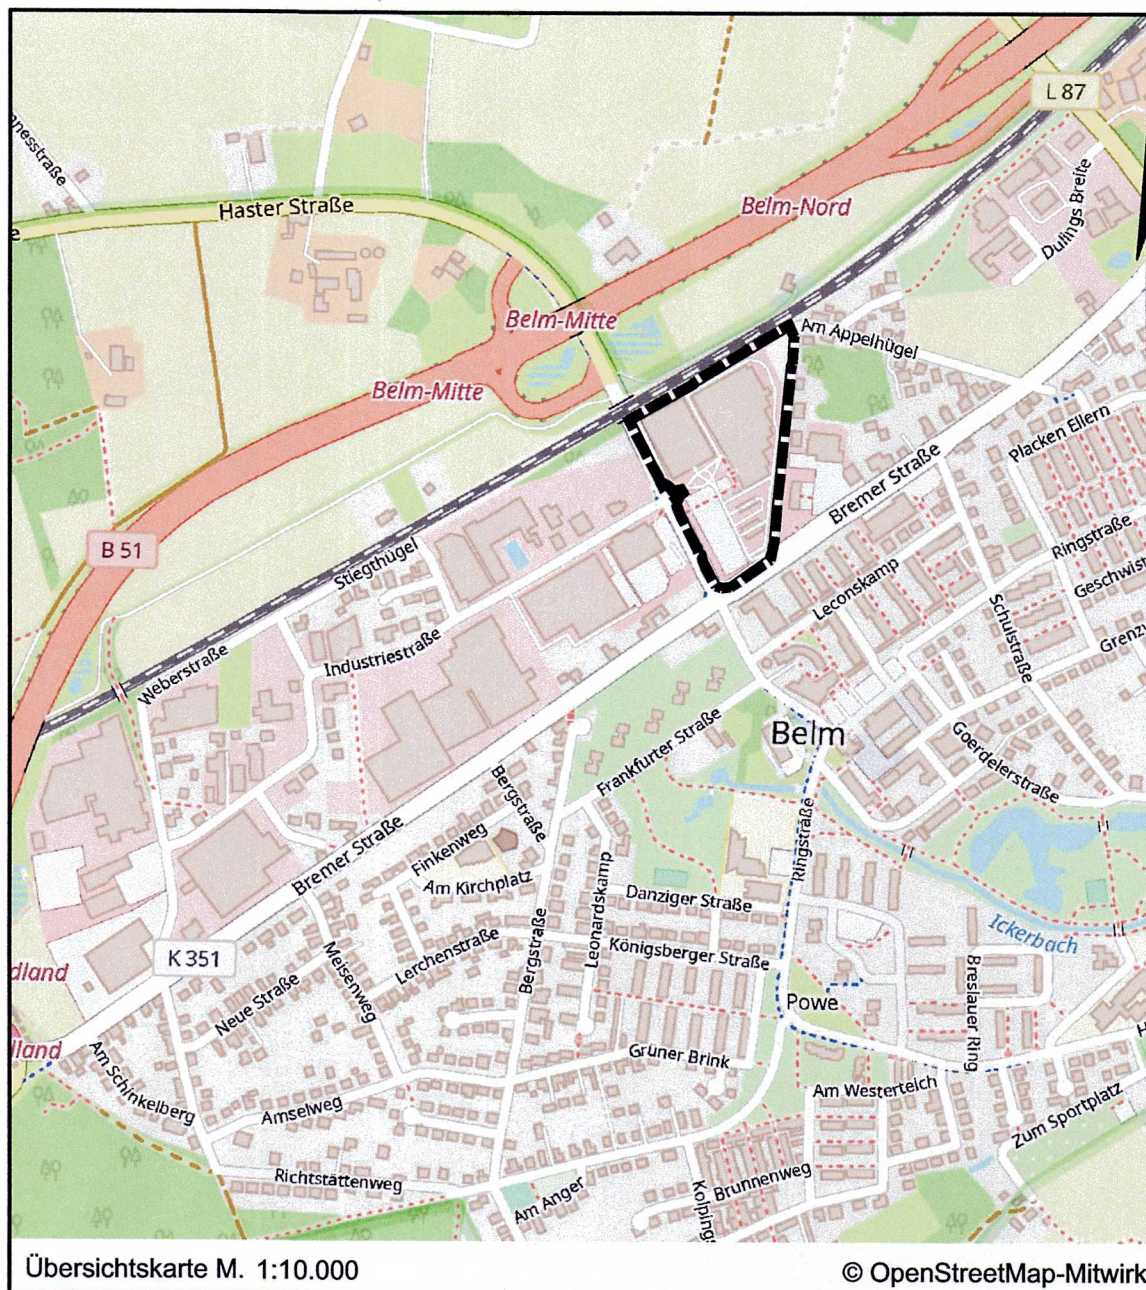 L 87
Haster Straße
Belm-Nord
Dulings Breite
Belm-Mitte
Am Appelhügel
Belm-Mitte
Placken Ellern
Bremer Straße
B 51
Stiegthügel
Ringstraße
Leconskamp
Schulstraße
Industriestraße
Weberstraße
Frankfurter Straße
Belm
Goerdelerstraße
Bergstraße
Ringstraße
Finkenweg
Bremer Straße
Am Kirchplatz
Leonardskamp
Danziger Straße
Ickerbach
K 351
Lerchenstraße
Bergstraße
Königsberger Straße
Meisenweg
Neue Straße
Breslauer Ring
Powe
Am Schinkelberg
Grüner Brink
Am Westerteich
Amselweg
Zum Sportplatz
Richtstättenweg
Am Anger
Brunnenweg
Übersichtskarte M. 1:10.000
© OpenStreetMap-Mitwirk